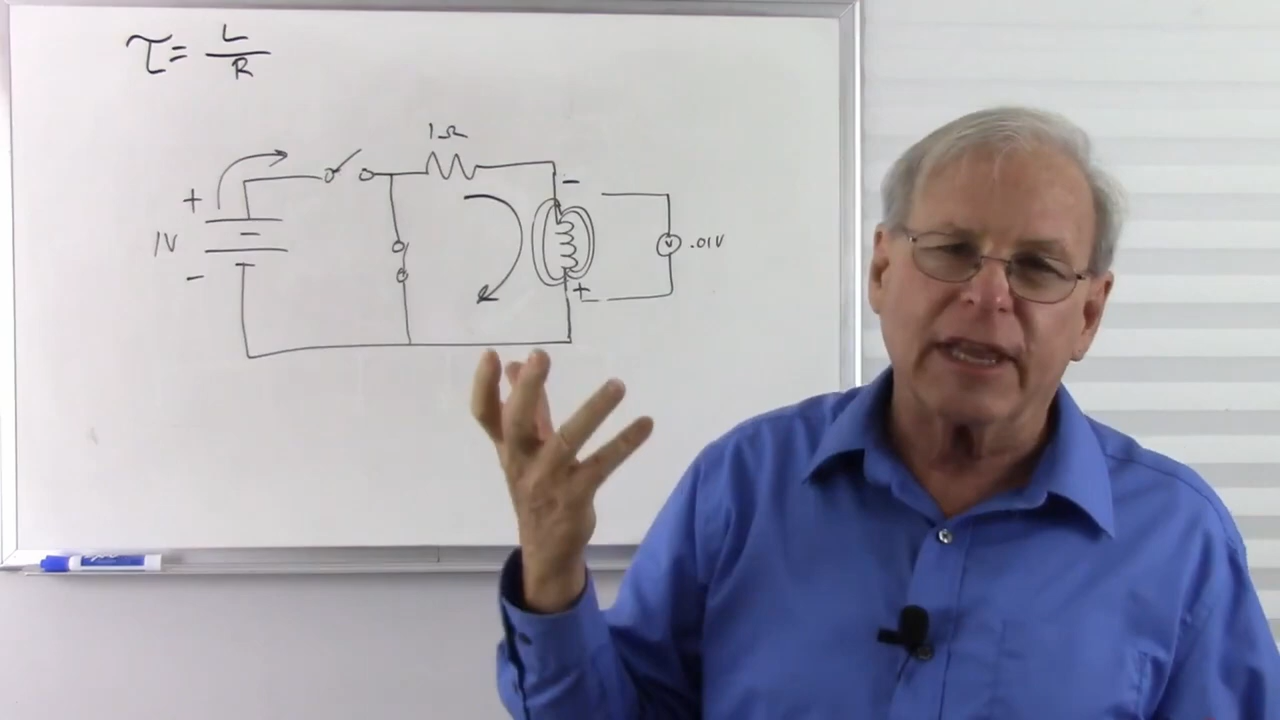 τ = L/R
1Ω
+
−
1V
V .01V
−
+